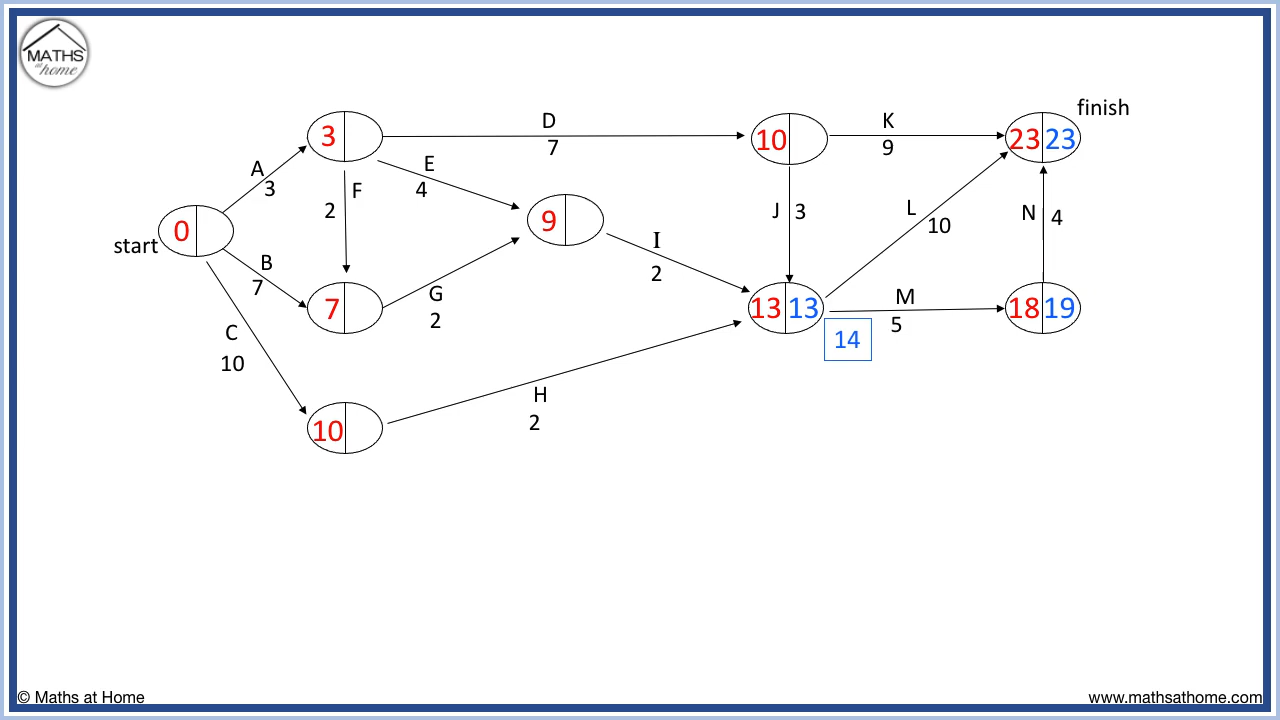 MATHS
at
home
finish
D
7
K
9
3
10
23 23
A
3
E
4
F
2
J 3
L
10
N 4
0
start
9
B
7
I
2
G
2
7
13 13
M
5
18 19
14
C
10
H
2
10
© Maths at Home
www.mathsathome.com